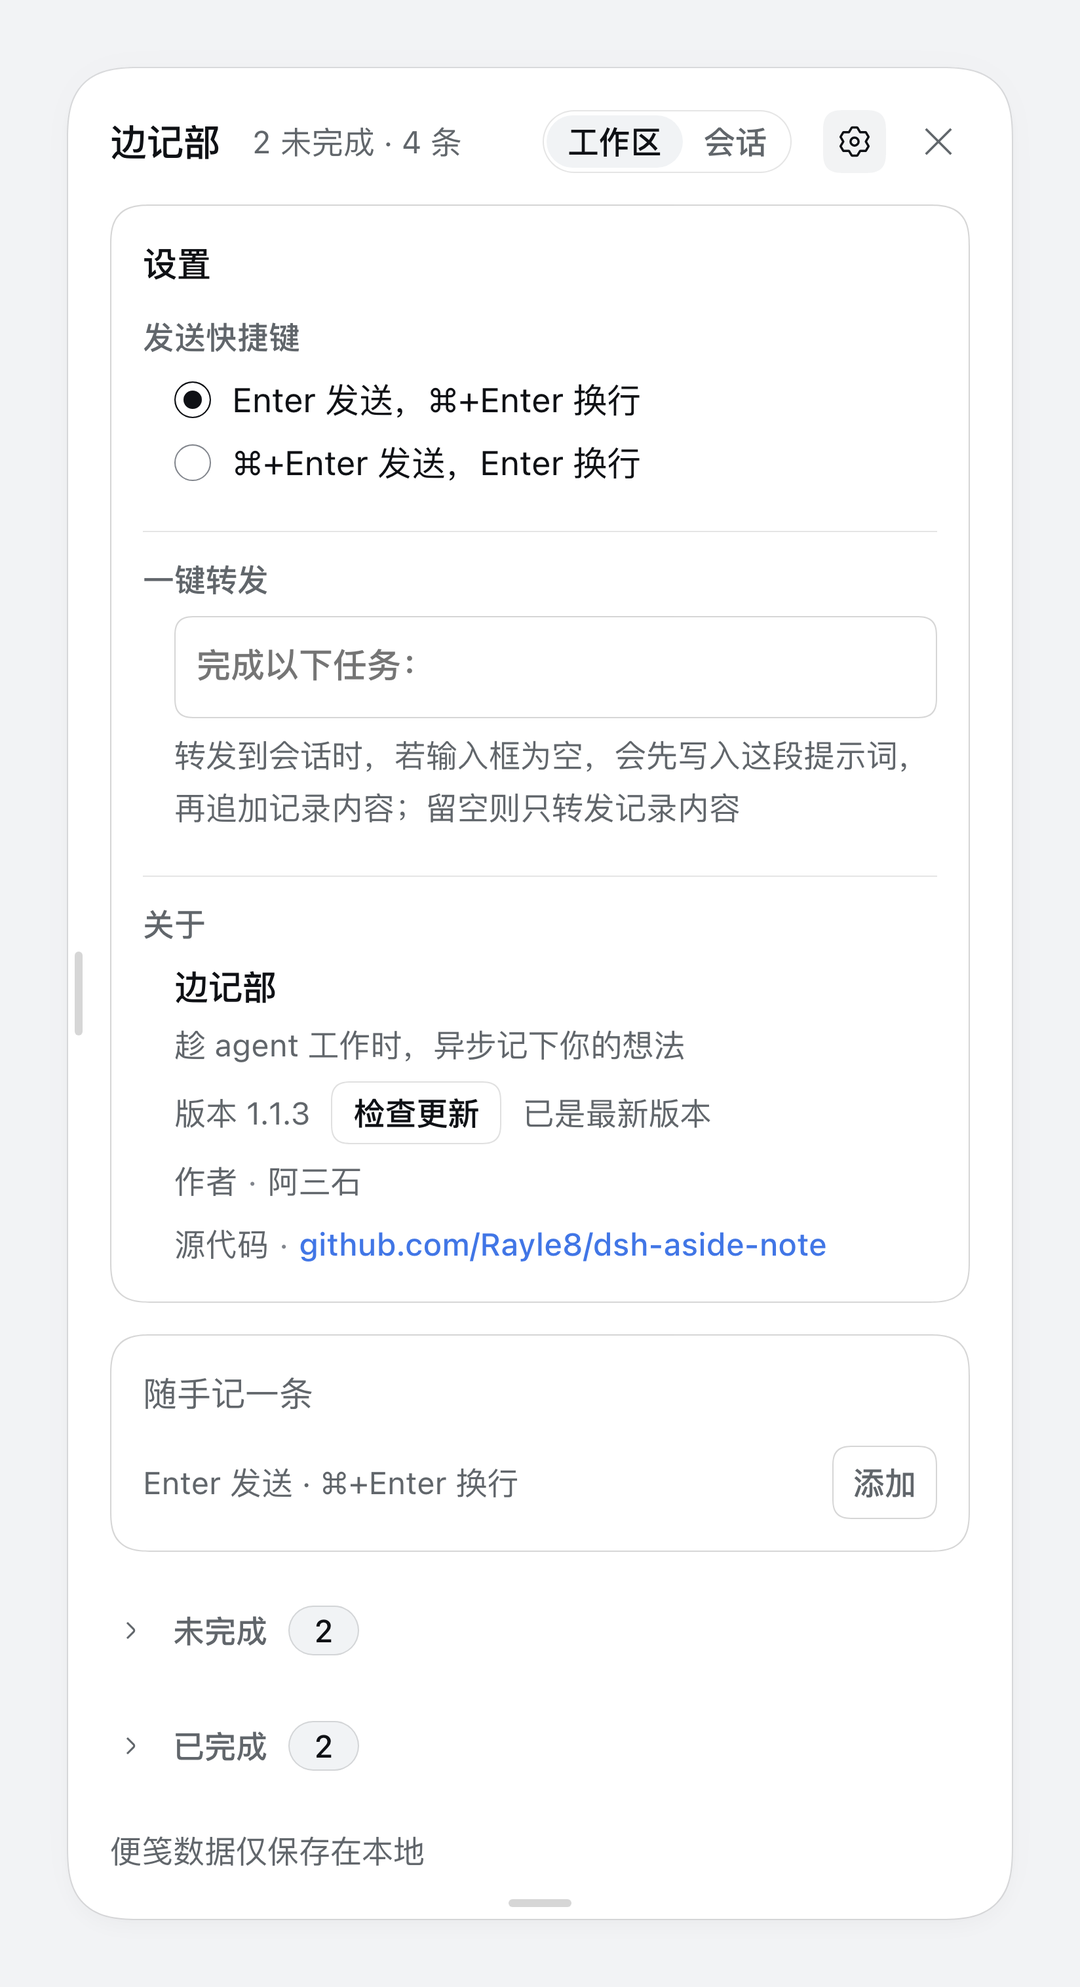 边记部 2 未完成 · 4 条 工作区 会话
设置
发送快捷键
Enter 发送，⌘+Enter 换行
⌘+Enter 发送，Enter 换行
一键转发
完成以下任务：
转发到会话时，若输入框为空，会先写入这段提示词，
再追加记录内容；留空则只转发记录内容
关于
边记部
趁 agent 工作时，异步记下你的想法
版本 1.1.3 检查更新 已是最新版本
作者 · 阿三石
源代码 · github.com/Rayle8/dsh-aside-note
随手记一条
Enter 发送 · ⌘+Enter 换行 添加
未完成 2
已完成 2
便笺数据仅保存在本地